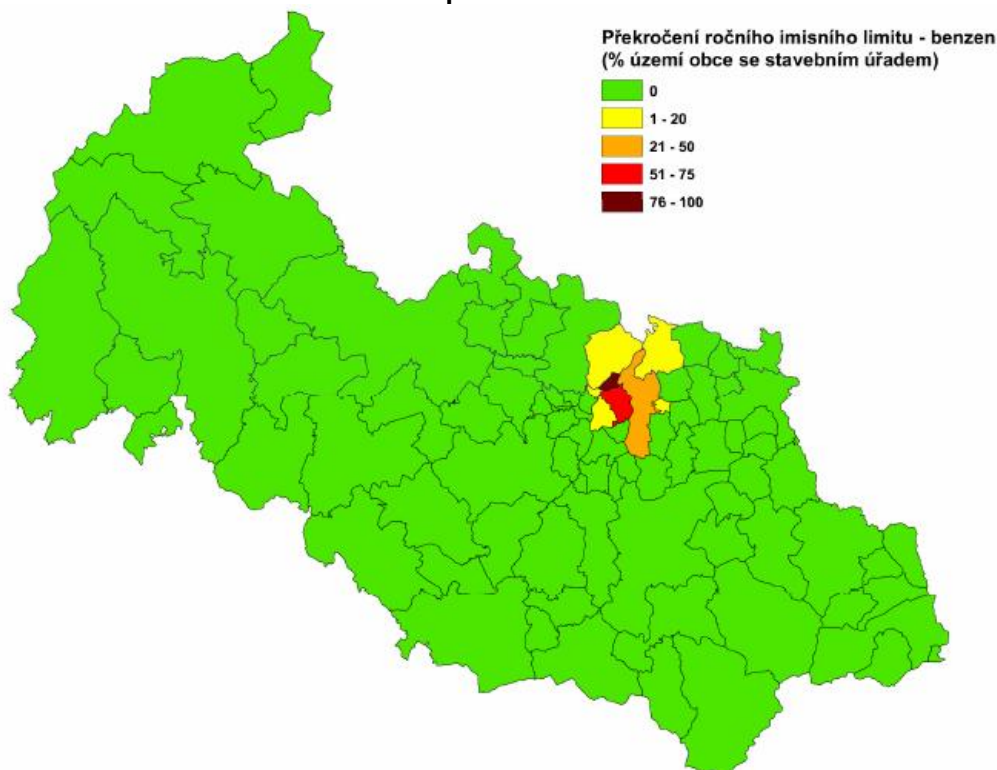 Překročení ročního imisního limitu - benzen
(% území obce se stavebním úřadem)
0
1 - 20
21 - 50
51 - 75
76 - 100